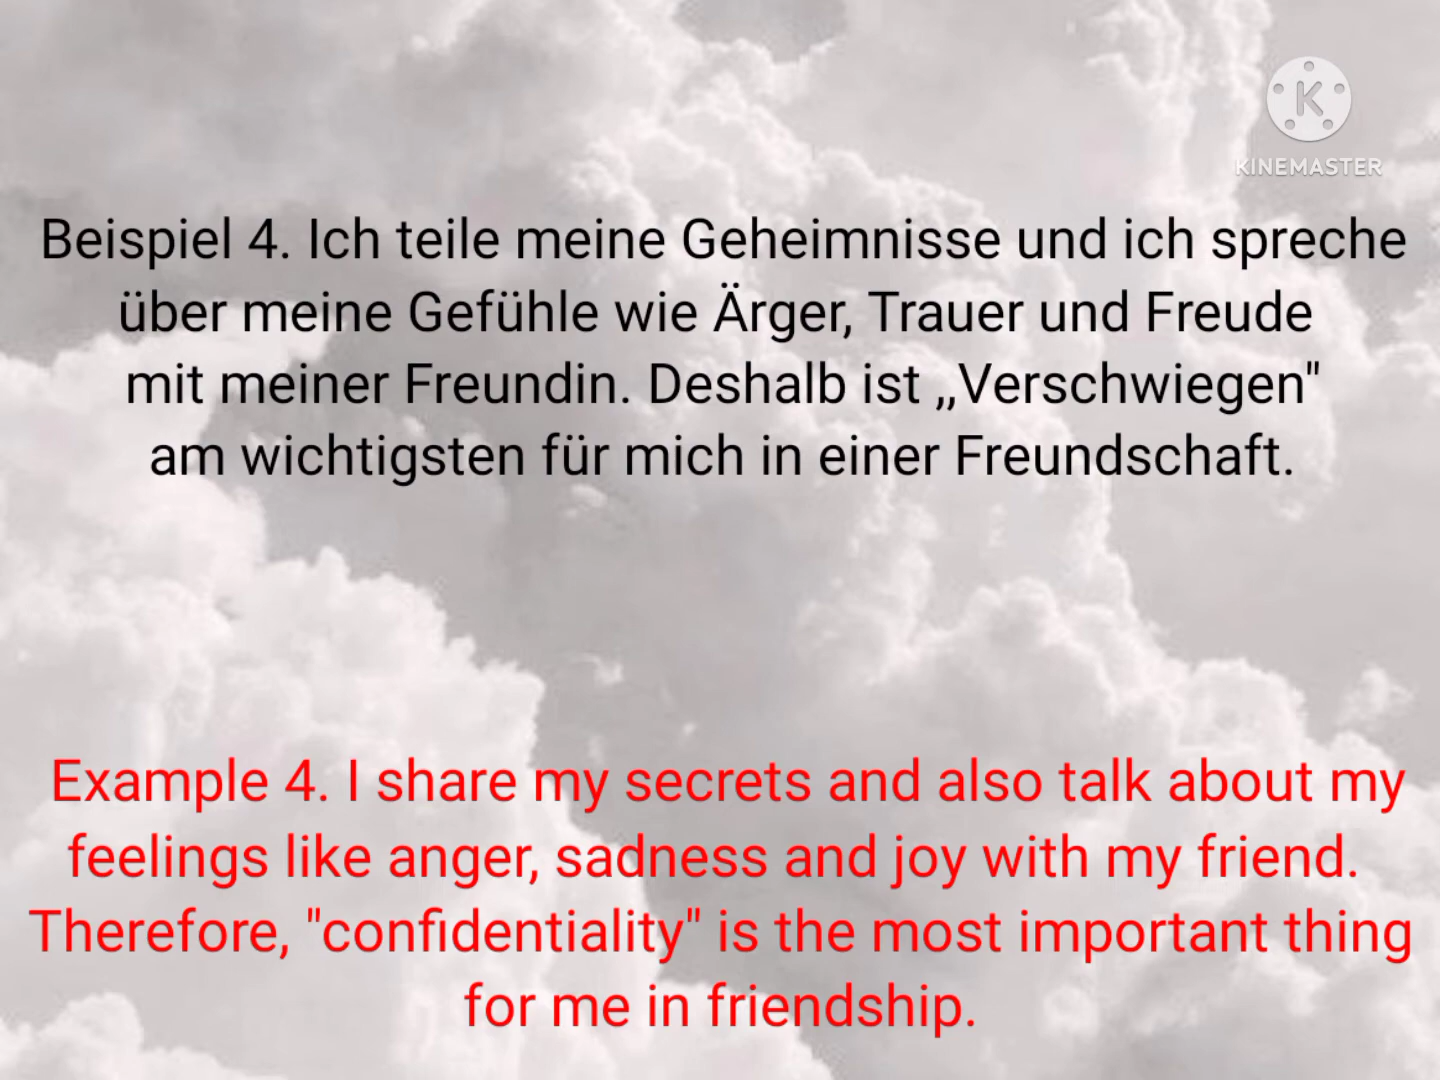 KINEMASTER
Beispiel 4. Ich teile meine Geheimnisse und ich spreche
über meine Gefühle wie Ärger, Trauer und Freude
mit meiner Freundin. Deshalb ist ,,Verschwiegen"
am wichtigsten für mich in einer Freundschaft.
Example 4. I share my secrets and also talk about my
feelings like anger, sadness and joy with my friend.
Therefore, "confidentiality" is the most important thing
for me in friendship.